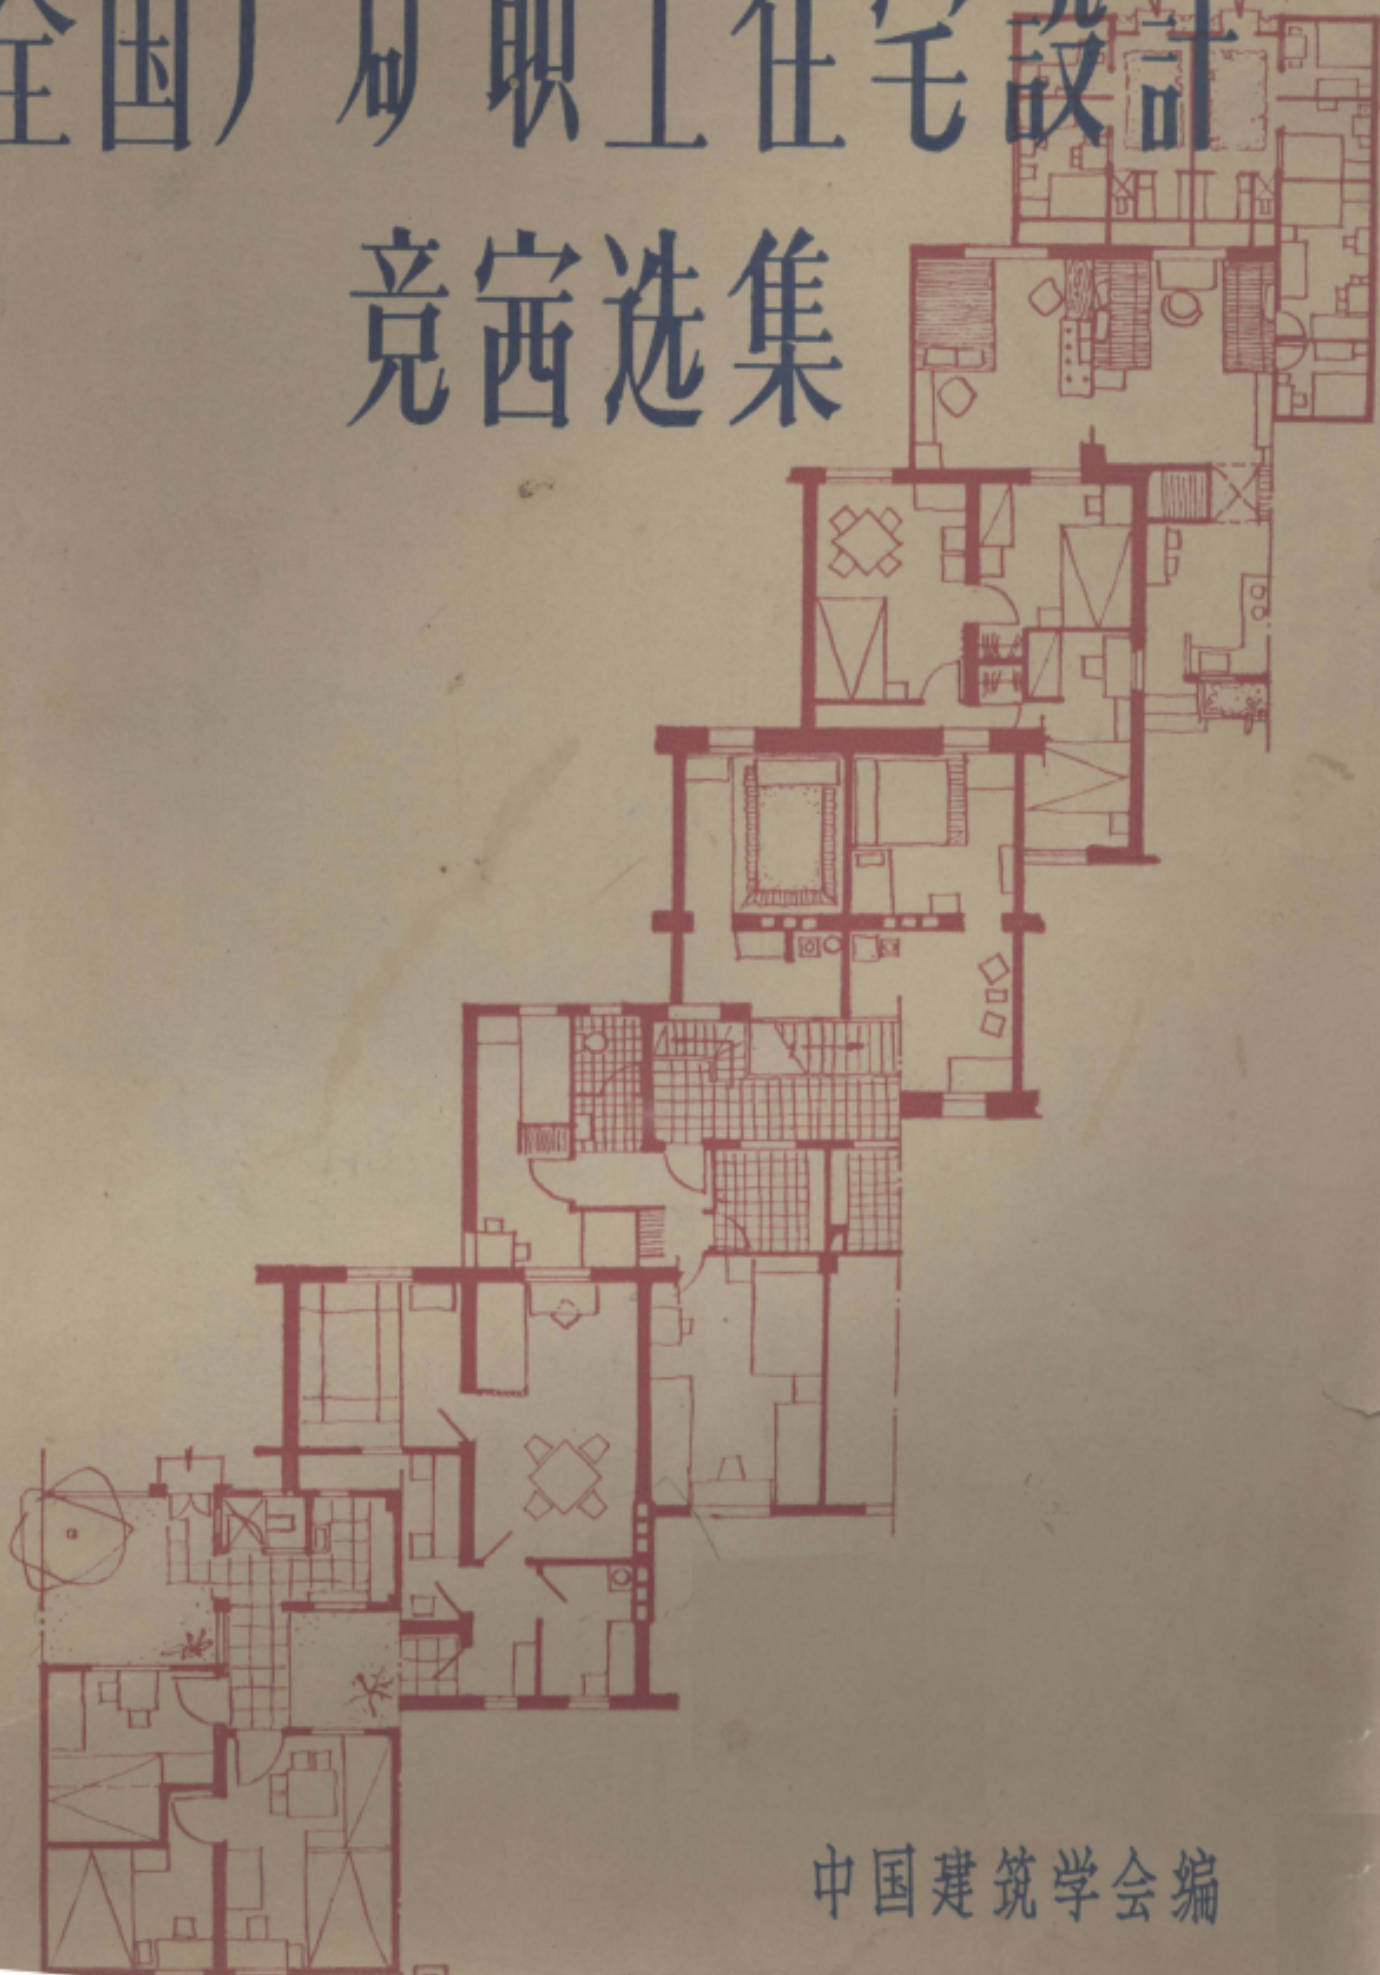 全国厂矿职工住宅設計
竞赛选集
中国建筑学会编